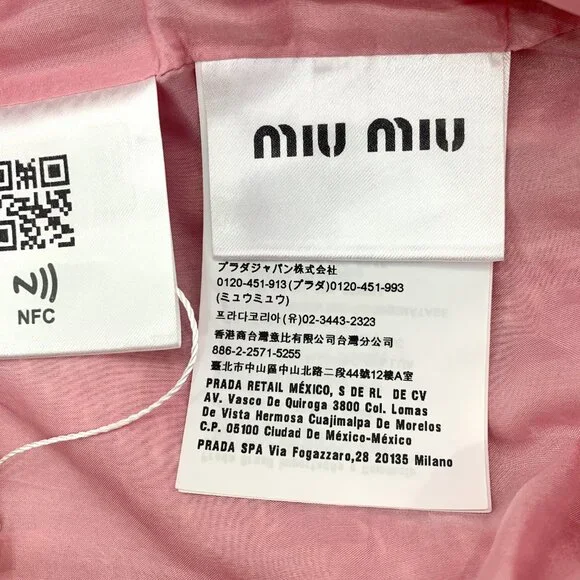 NFC
miu miu
プラダジャパン株式会社
0120-451-913 (プラダ)0120-451-993
(ミュウミュウ)
프라다코리아 (유)02-3443-2323
香港商台灣意比有限公司台灣分公司
886-2-2571-5255
臺北市中山區中山北路二段44號12樓A室
PRADA RETAIL MÉXICO, S DE RL DE CV
AV. Vasco De Quiroga 3800 Col. Lomas
De Vista Hermosa Cuajimalpa De Morelos
C.P. 05100 Ciudad De México-México
PRADA SPA Via Fogazzaro,28 20135 Milano